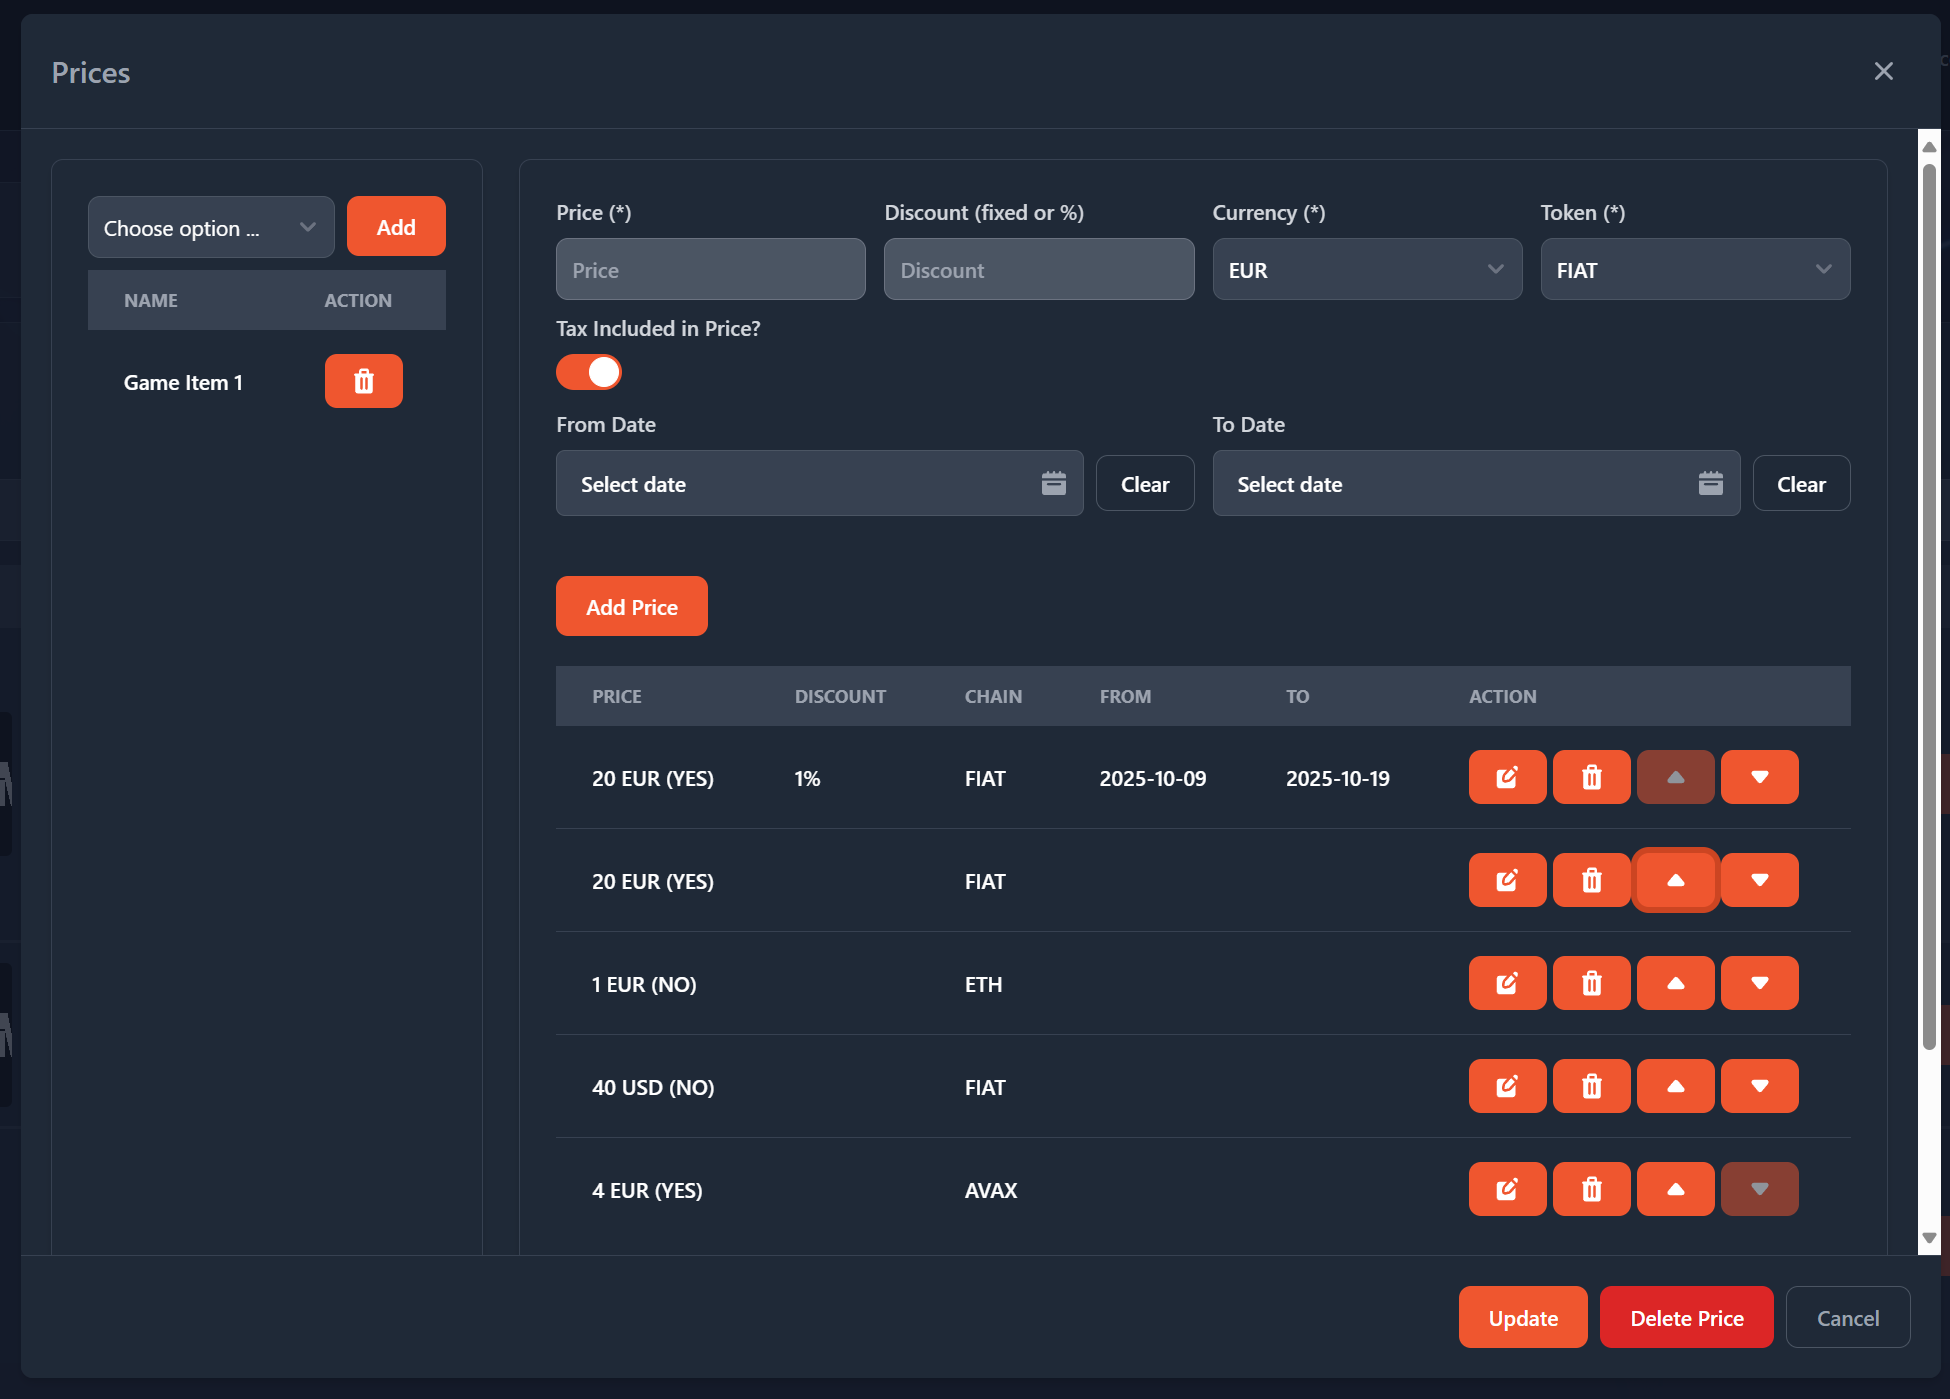 Prices
Choose option ...
Add
NAME ACTION
Game Item 1
Price (*) Discount (fixed or %) Currency (*) Token (*)
Price Discount EUR FIAT
Tax Included in Price?
From Date To Date
Select date Clear Select date Clear
Add Price
PRICE DISCOUNT CHAIN FROM TO ACTION
20 EUR (YES) 1% FIAT 2025-10-09 2025-10-19
20 EUR (YES) FIAT
1 EUR (NO) ETH
40 USD (NO) FIAT
4 EUR (YES) AVAX
Update Delete Price Cancel